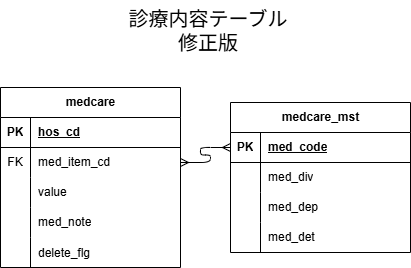 診療内容テーブル
修正版
medcare
PK hos_cd
FK med_item_cd
value
med_note
delete_flg
medcare_mst
PK med_code
med_div
med_dep
med_det